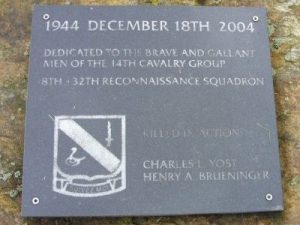 1944 DECEMBER 18TH 2004
DEDICATED TO THE BRAVE AND GALLANT
MEN OF THE 14TH CAVALRY GROUP
18TH + 32TH RECONNAISSANCE SQUADRON
KILLED IN ACTION
CHARLES L. YOST
HENRY A. BRUENINGER